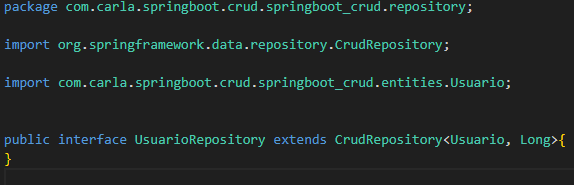 package com.carla.springboot.crud.springboot_crud.repository;
import org.springframework.data.repository.CrudRepository;
import com.carla.springboot.crud.springboot_crud.entities.Usuario;
public interface UsuarioRepository extends CrudRepository<Usuario, Long>{
}